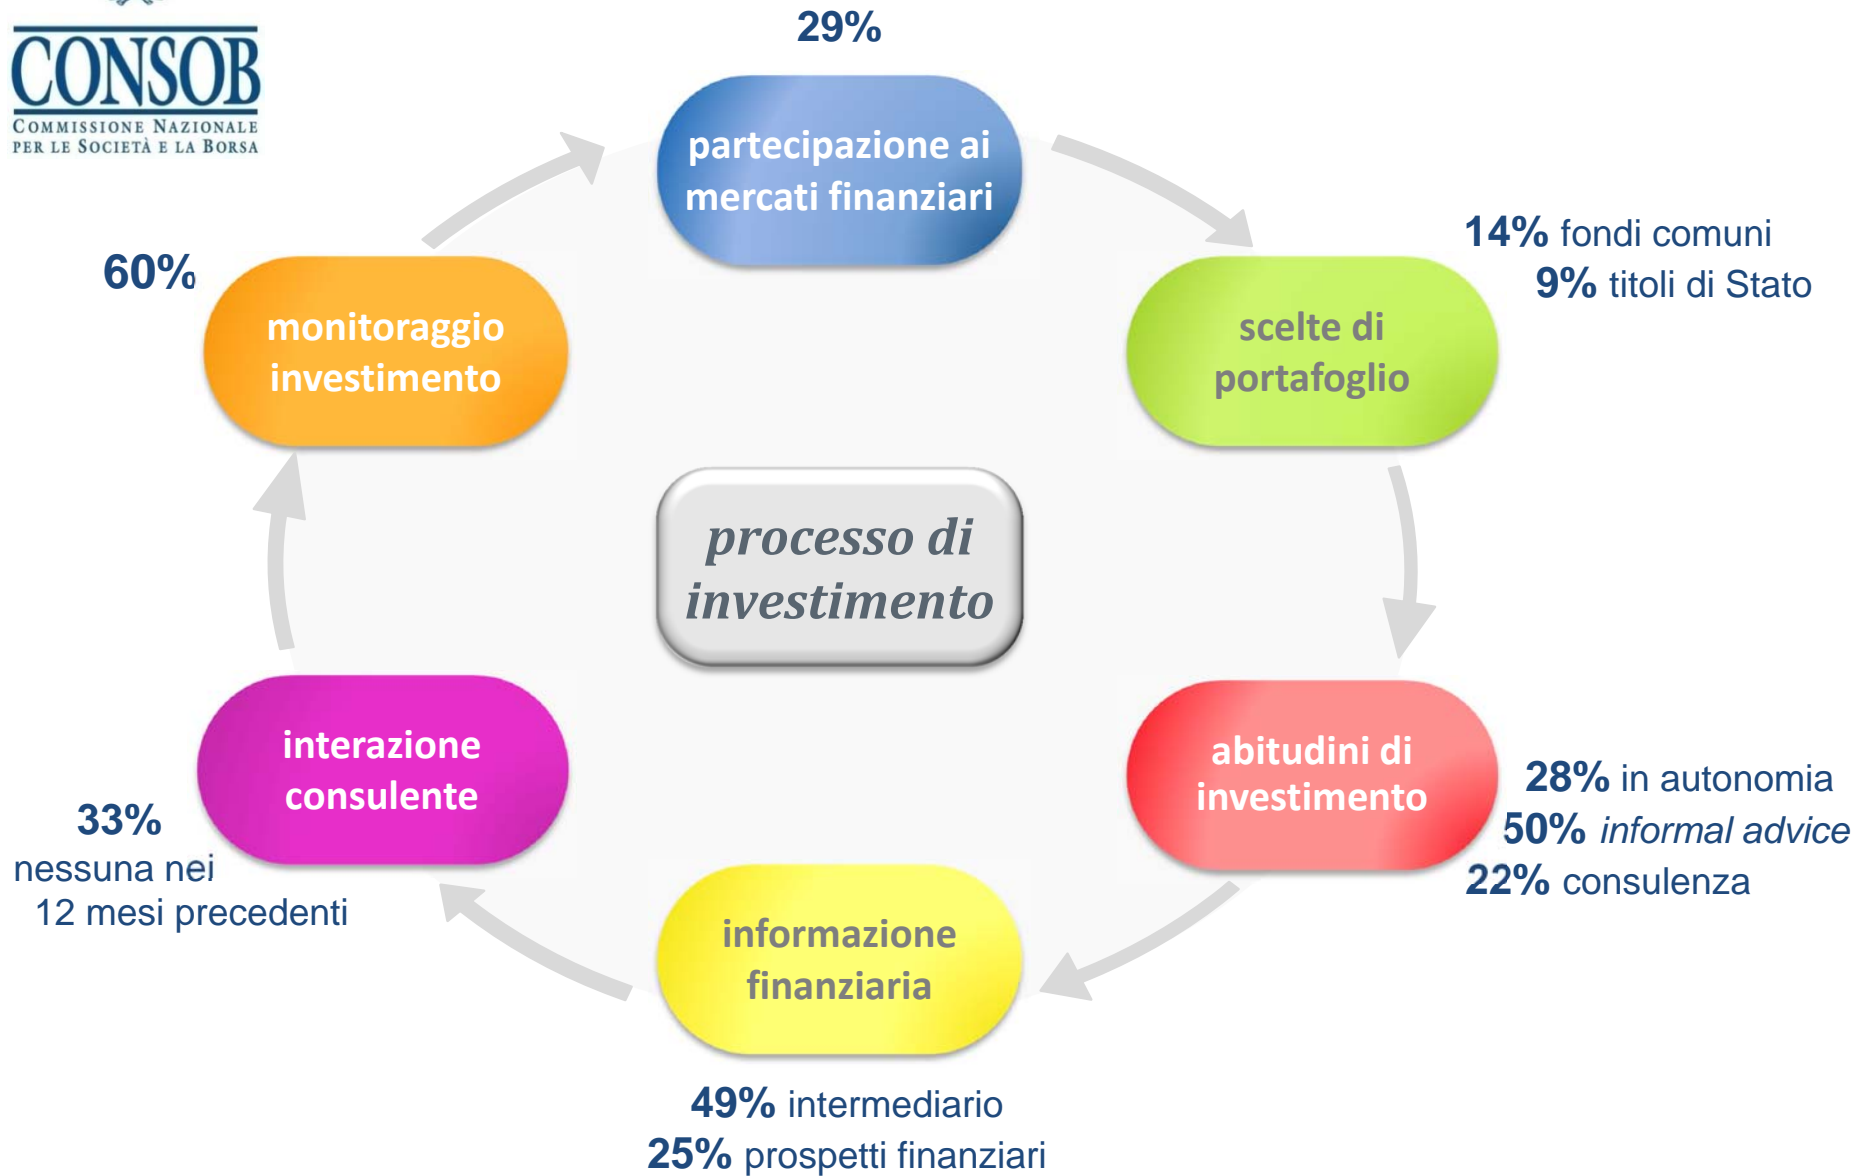 CONSOB
COMMISSIONE NAZIONALE
PER LE SOCIETÀ E LA BORSA
29%
partecipazione ai
mercati finanziari
14% fondi comuni
9% titoli di Stato
scelte di
portafoglio
abitudini di
investimento
28% in autonomia
50% informal advice
22% consulenza
informazione
finanziaria
49% intermediario
25% prospetti finanziari
interazione
consulente
33%
nessuna nei
12 mesi precedenti
60%
monitoraggio
investimento
processo di
investimento